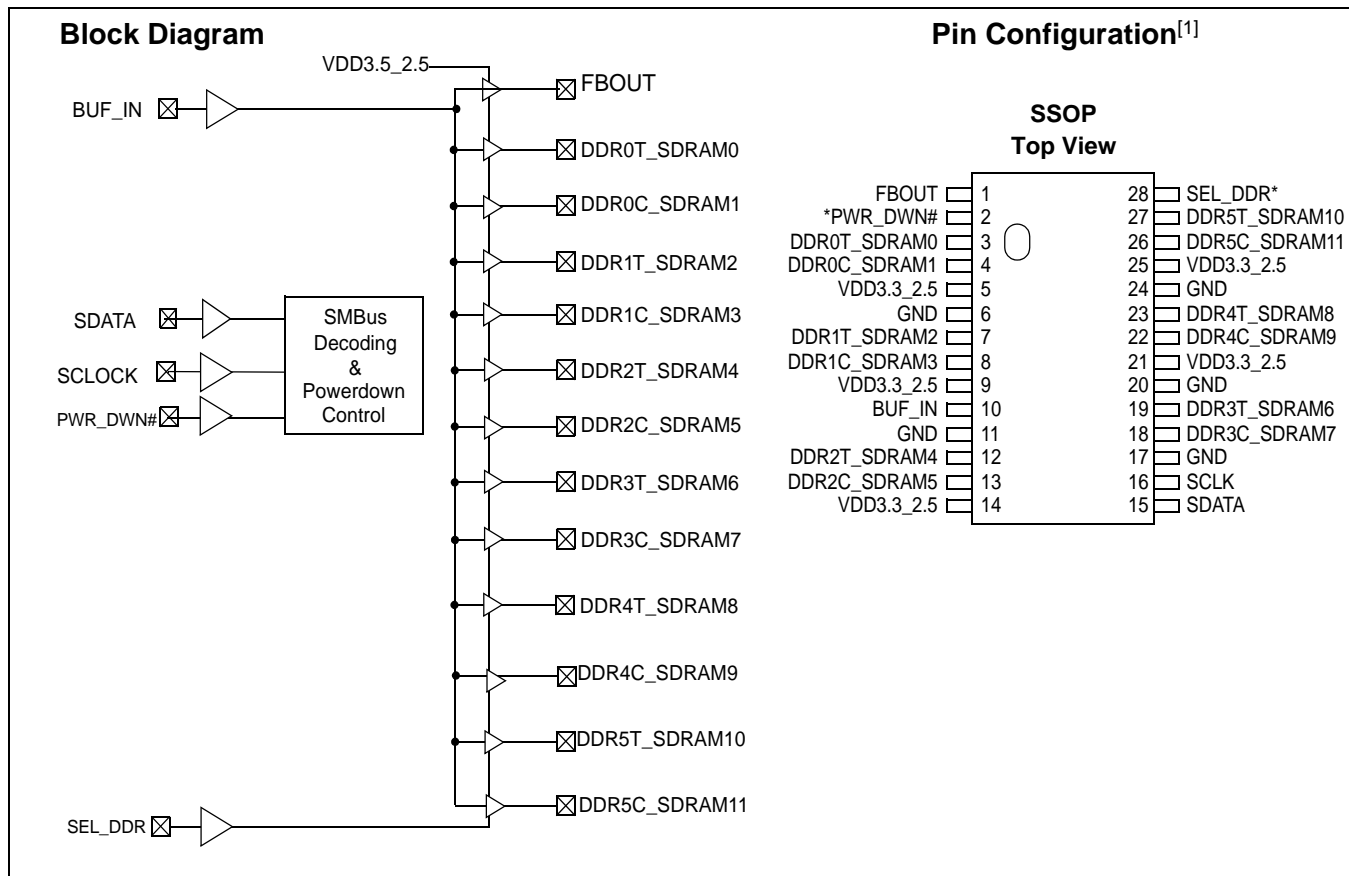 Block Diagram
VDD3.5_2.5
BUF_IN
FBOUT
DDR0T_SDRAM0
DDR0C_SDRAM1
DDR1T_SDRAM2
DDR1C_SDRAM3
DDR2T_SDRAM4
DDR2C_SDRAM5
DDR3T_SDRAM6
DDR3C_SDRAM7
DDR4T_SDRAM8
DDR4C_SDRAM9
DDR5T_SDRAM10
DDR5C_SDRAM11
SDATA
SCLOCK
PWR_DWN#
SMBus
Decoding
&
Powerdown
Control
SEL_DDR
Pin Configuration[1]
SSOP
Top View
FBOUT 1 28 SEL_DDR*
*PWR_DWN# 2 27 DDR5T_SDRAM10
DDR0T_SDRAM0 3 26 DDR5C_SDRAM11
DDR0C_SDRAM1 4 25 VDD3.3_2.5
VDD3.3_2.5 5 24 GND
GND 6 23 DDR4T_SDRAM8
DDR1T_SDRAM2 7 22 DDR4C_SDRAM9
DDR1C_SDRAM3 8 21 VDD3.3_2.5
VDD3.3_2.5 9 20 GND
BUF_IN 10 19 DDR3T_SDRAM6
GND 11 18 DDR3C_SDRAM7
DDR2T_SDRAM4 12 17 GND
DDR2C_SDRAM5 13 16 SCLK
VDD3.3_2.5 14 15 SDATA